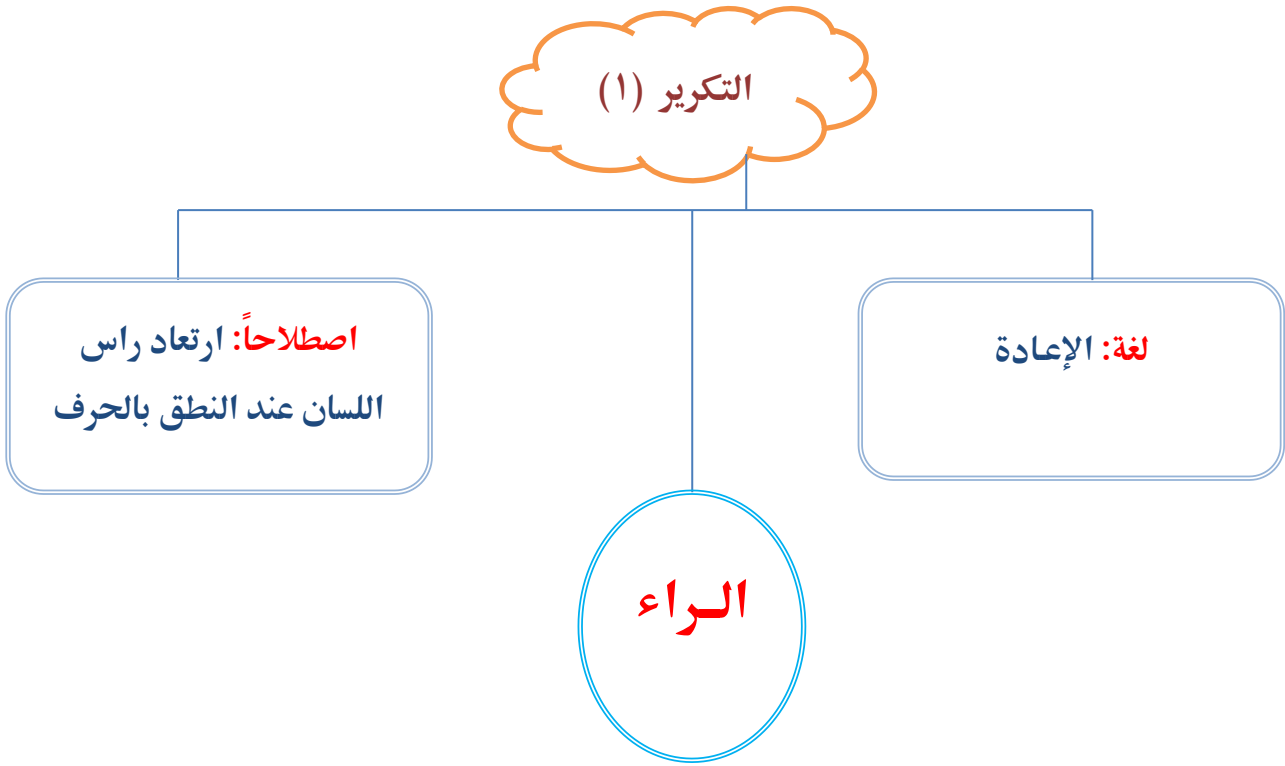 التكرير (١)
لغة: الإعادة
اصطلاحاً: ارتعاد راس
اللسان عند النطق بالحرف
الـراء